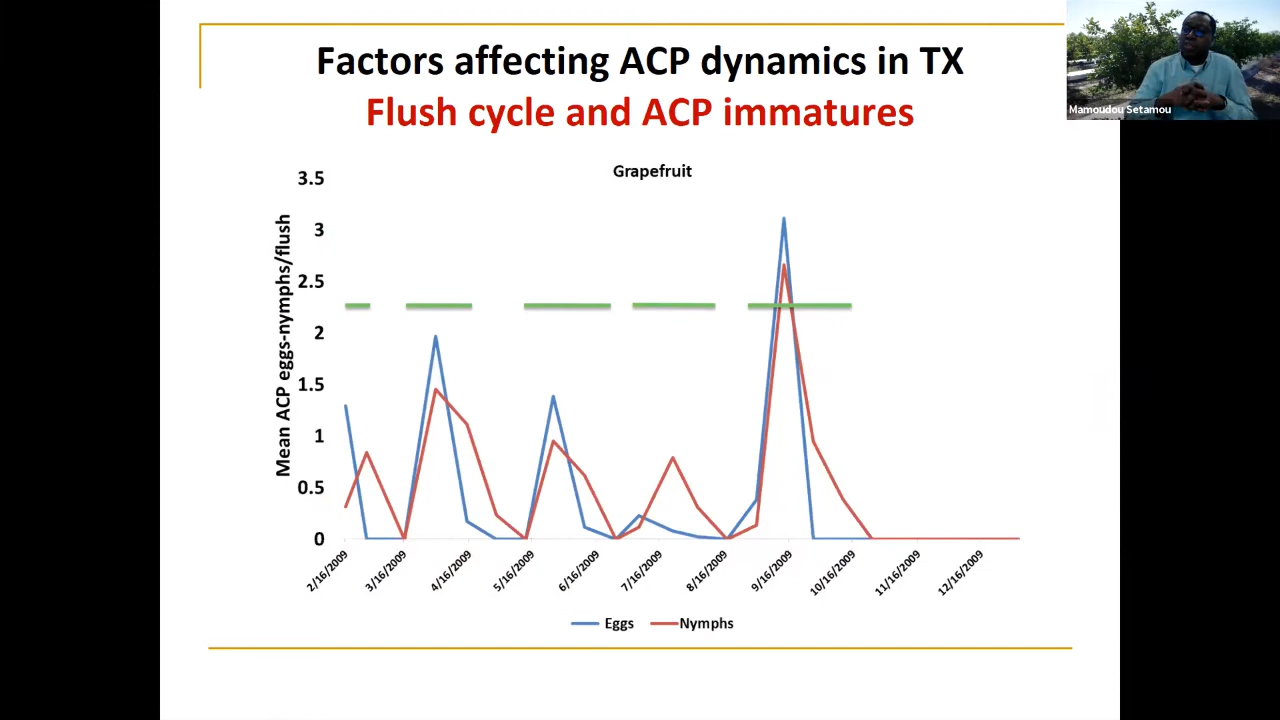 Factors affecting ACP dynamics in TX
Flush cycle and ACP immatures
Mamoudou Setamou
Grapefruit
Mean ACP eggs-nymphs/flush
3.5
3
2.5
2
1.5
1
0.5
0
2/16/2009
3/16/2009
4/16/2009
5/16/2009
6/16/2009
7/16/2009
8/16/2009
9/16/2009
10/16/2009
11/16/2009
12/16/2009
Eggs
Nymphs